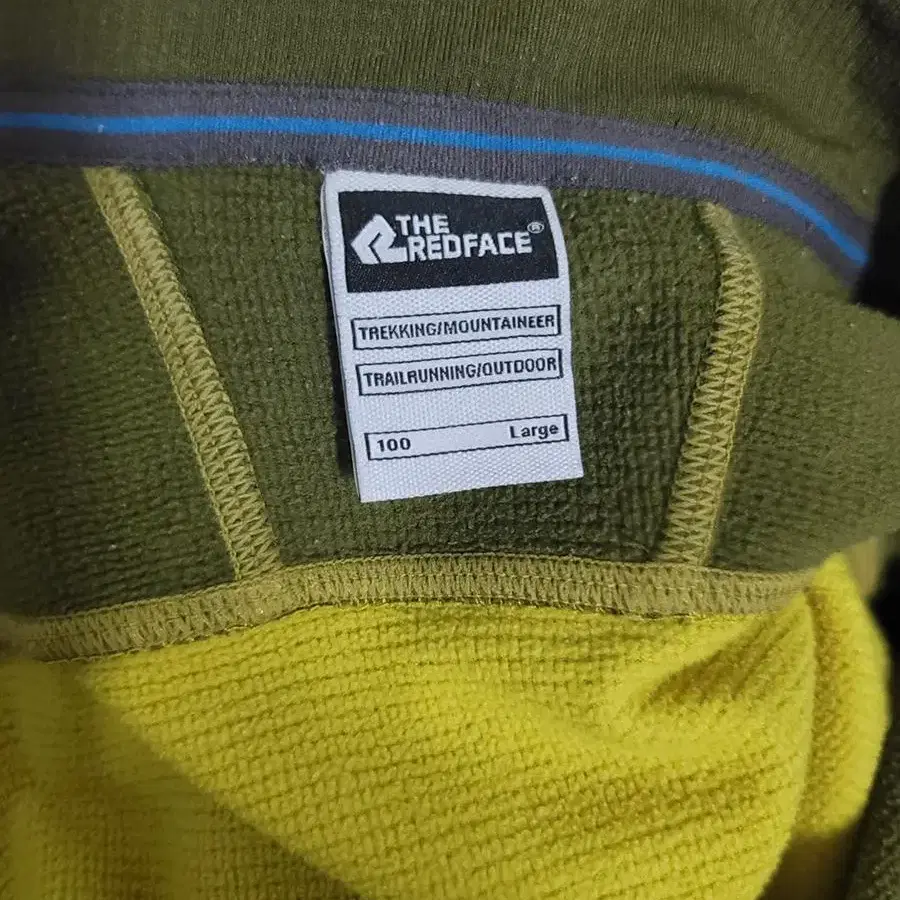 THE
REDFACE®
TREKKING/MOUNTAINEER
TRAILRUNNING/OUTDOOR
100 Large